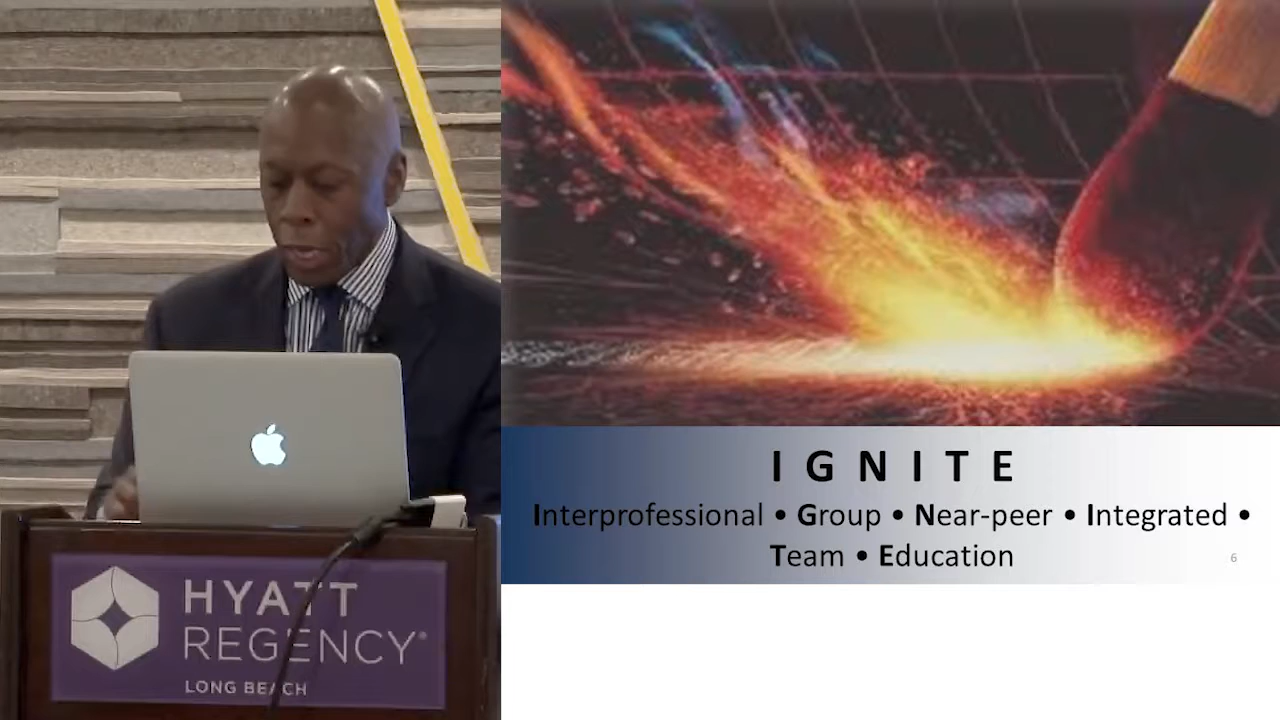 HYATT
REGENCY®
LONG BEACH
I G N I T E
Interprofessional • Group • Near-peer • Integrated •
Team • Education
6